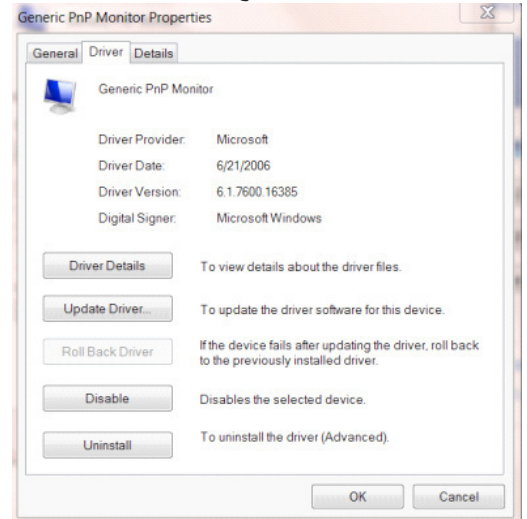 Generic PnP Monitor Properties
General Driver Details
Generic PnP Monitor
Driver Provider: Microsoft
Driver Date: 6/21/2006
Driver Version: 6.1.7600.16385
Digital Signer: Microsoft Windows
Driver Details To view details about the driver files.
Update Driver... To update the driver software for this device.
Roll Back Driver If the device fails after updating the driver, roll back
to the previously installed driver.
Disable Disables the selected device.
Uninstall To uninstall the driver (Advanced).
OK Cancel